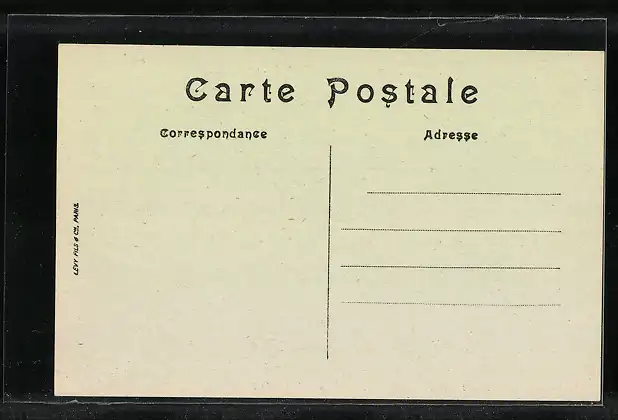 Carte Postale
Correspondance
Adresse
LÉVY FILS & Cie, PARIS.